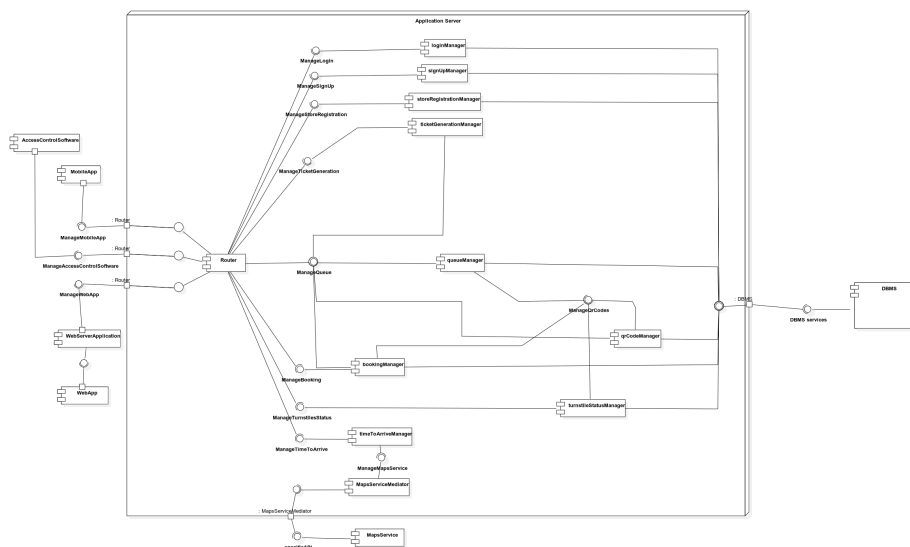 Application Server
loginManager
ManageLogin
signUpManager
ManageSignUp
storeRegistrationManager
ManageStoreRegistration
ticketGenerationManager
AccessControlSoftware
MobileApp
ManageTicketGeneration
: Router
ManageMobileApp
: Router
Router
queueManager
ManageAccessControlSoftware
ManageQueue
: Router
ManageWebApp
DBMS
: DBMS
ManageQrCodes
DBMS services
WebServerApplication
qrCodeManager
bookingManager
ManageBooking
WebApp
turnstileStatusManager
ManageTurnstilesStatus
timeToArriveManager
ManageTimeToArrive
ManageMapsService
MapsServiceMediator
: MapsServiceMediator
MapsService